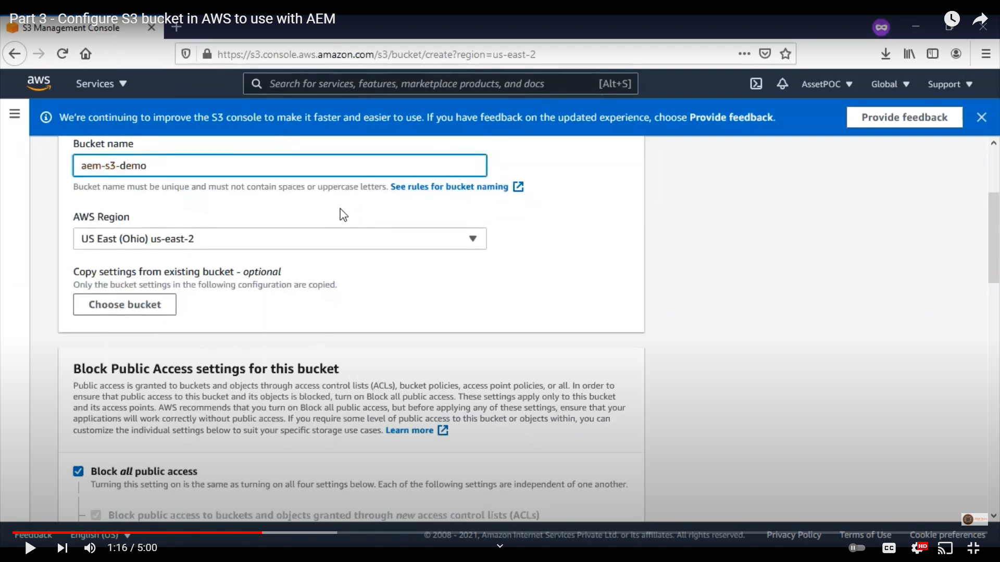 Part 3 - Configure S3 bucket in AWS to use with AEM
S3 Management Console
https://s3.console.aws.amazon.com/s3/bucket/create?region=us-east-2
aws
Services
Search for services, features, marketplace products, and docs [Alt+S]
AssetPOC
Global
Support
We're continuing to improve the S3 console to make it faster and easier to use. If you have feedback on the updated experience, choose Provide feedback.
Provide feedback
Bucket name
aem-s3-demo
Bucket name must be unique and must not contain spaces or uppercase letters. See rules for bucket naming
AWS Region
US East (Ohio) us-east-2
Copy settings from existing bucket - optional
Only the bucket settings in the following configuration are copied.
Choose bucket
Block Public Access settings for this bucket
Public access is granted to buckets and objects through access control lists (ACLs), bucket policies, access point policies, or all. In order to
ensure that public access to this bucket and its objects is blocked, turn on Block all public access. These settings apply only to this bucket
and its access points. AWS recommends that you turn on Block all public access, but before applying any of these settings, ensure that your
applications will work correctly without public access. If you require some level of public access to this bucket or objects within, you can
customize the individual settings below to suit your specific storage use cases. Learn more
Block all public access
Turning this setting on is the same as turning on all four settings below. Each of the following settings are independent of one another.
Block public access to buckets and objects granted through new access control lists (ACLs)
Feedback
English (US)
© 2008 - 2021, Amazon Internet Services Private Ltd. or its affiliates. All rights reserved.
Privacy Policy
Terms of Use
Cookie preferences
1:16 / 5:00
CC
HD